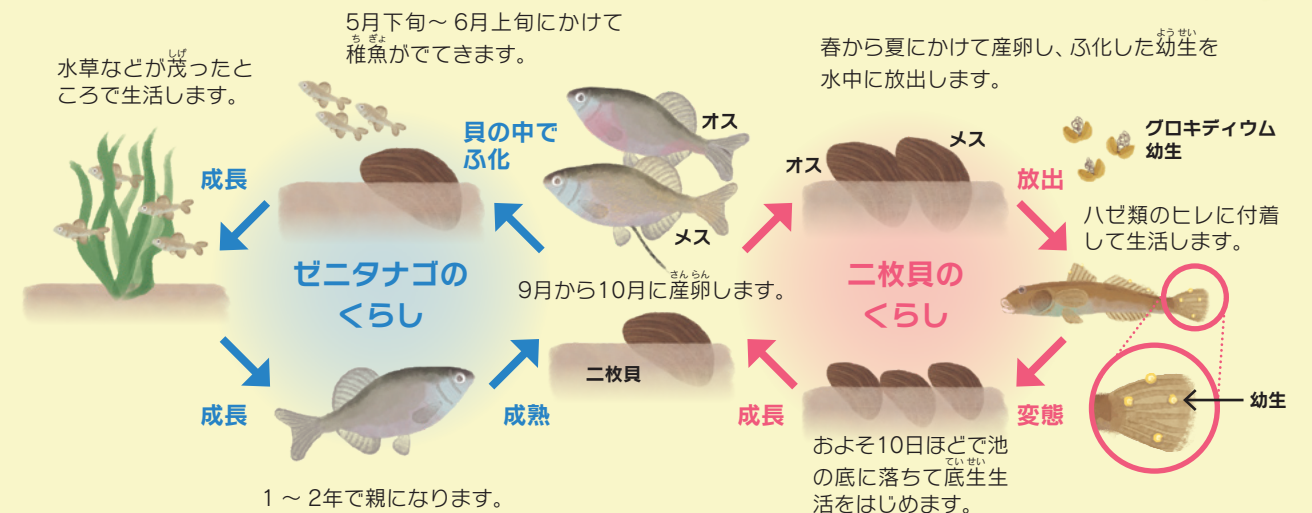 5月下旬～6月上旬にかけて
稚魚がでてきます。
ちぎょ
水草などが茂ったと
しげ
ころで生活します。
春から夏にかけて産卵し、ふ化した幼生を
ようせい
水中に放出します。
貝の中で
ふ化
オス
メス
オス
メス
グロキディウム
幼生
成長
放出
ハゼ類のヒレに付着
して生活します。
ゼニタナゴの
くらし
9月から10月に産卵します。
さんらん
二枚貝の
くらし
二枚貝
成長
成熟
成長
変態
幼生
およそ10日ほどで池
の底に落ちて底生生
ていせい
活をはじめます。
1～2年で親になります。